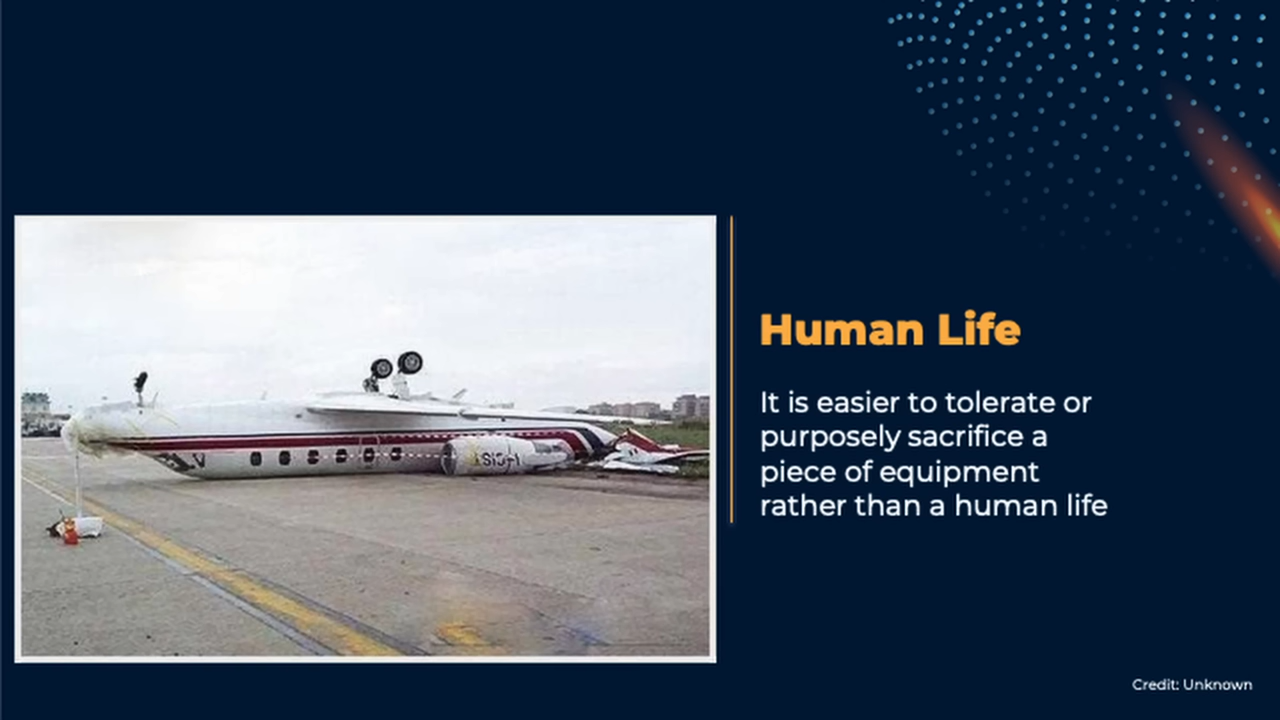 Human Life
It is easier to tolerate or
purposely sacrifice a
piece of equipment
rather than a human life
Credit: Unknown